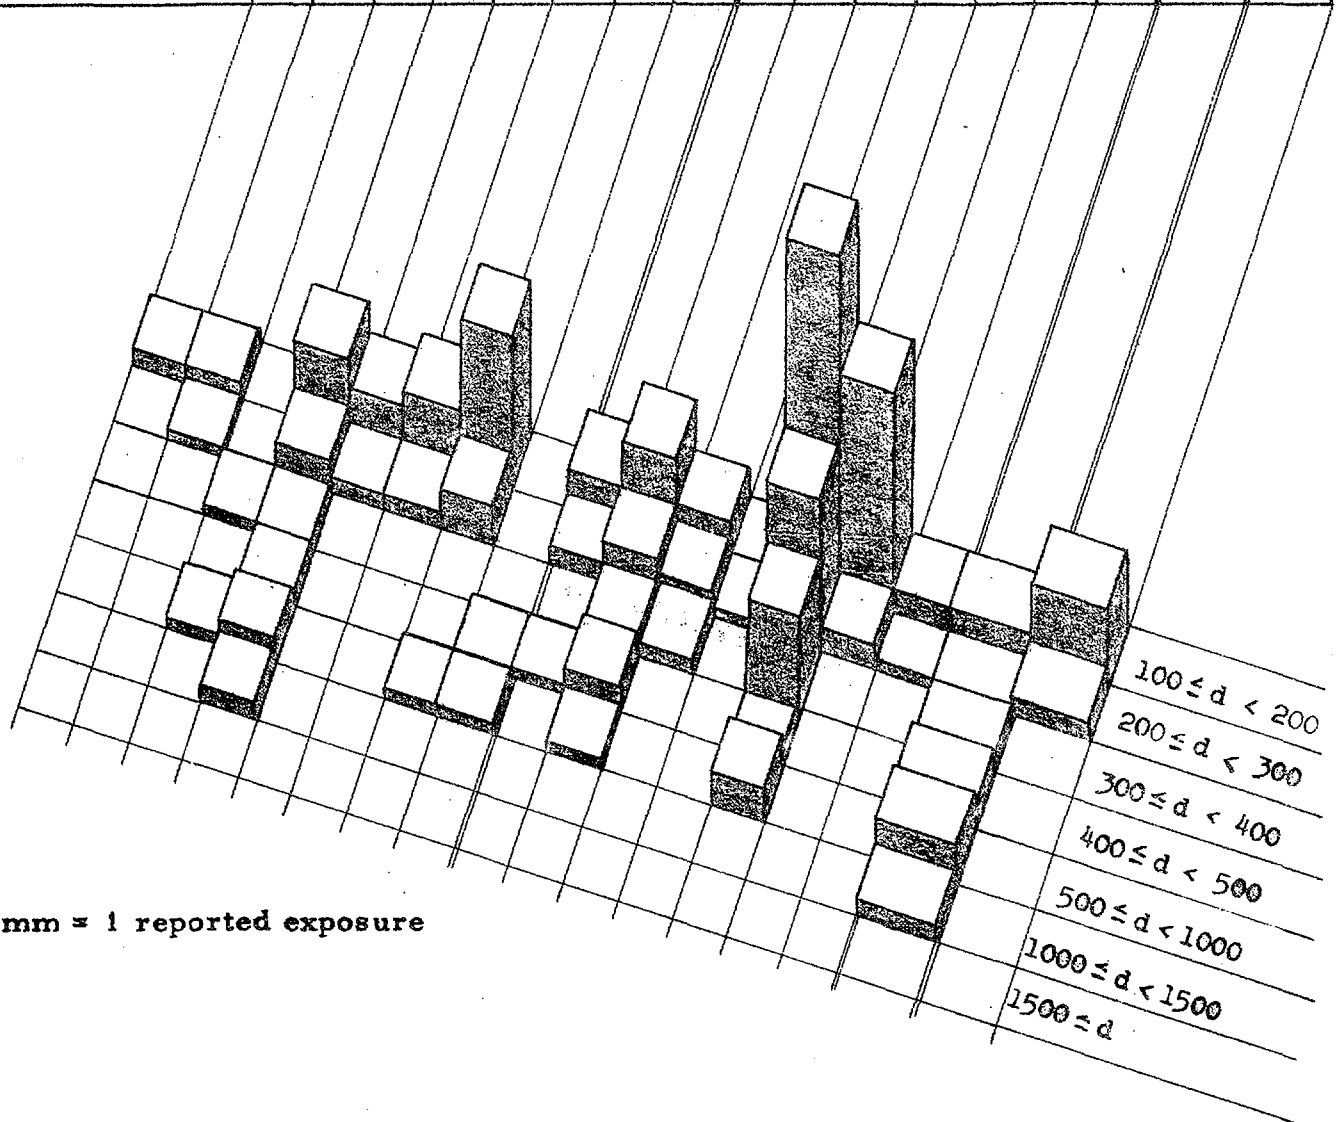 100 ≤ d < 200
200 ≤ d < 300
300 ≤ d < 400
400 ≤ d < 500
500 ≤ d < 1000
1000 ≤ d < 1500
1500 ≤ d
mm = 1 reported exposure